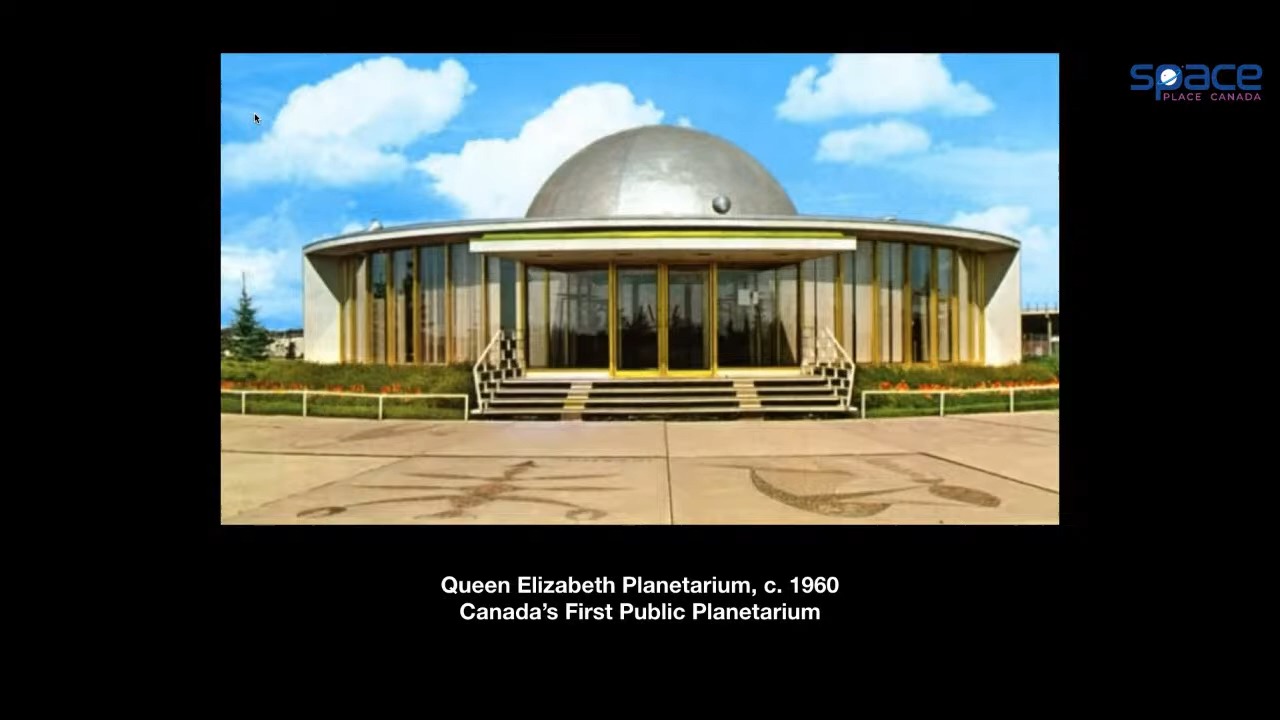 space
PLACE CANADA
Queen Elizabeth Planetarium, c. 1960
Canada's First Public Planetarium